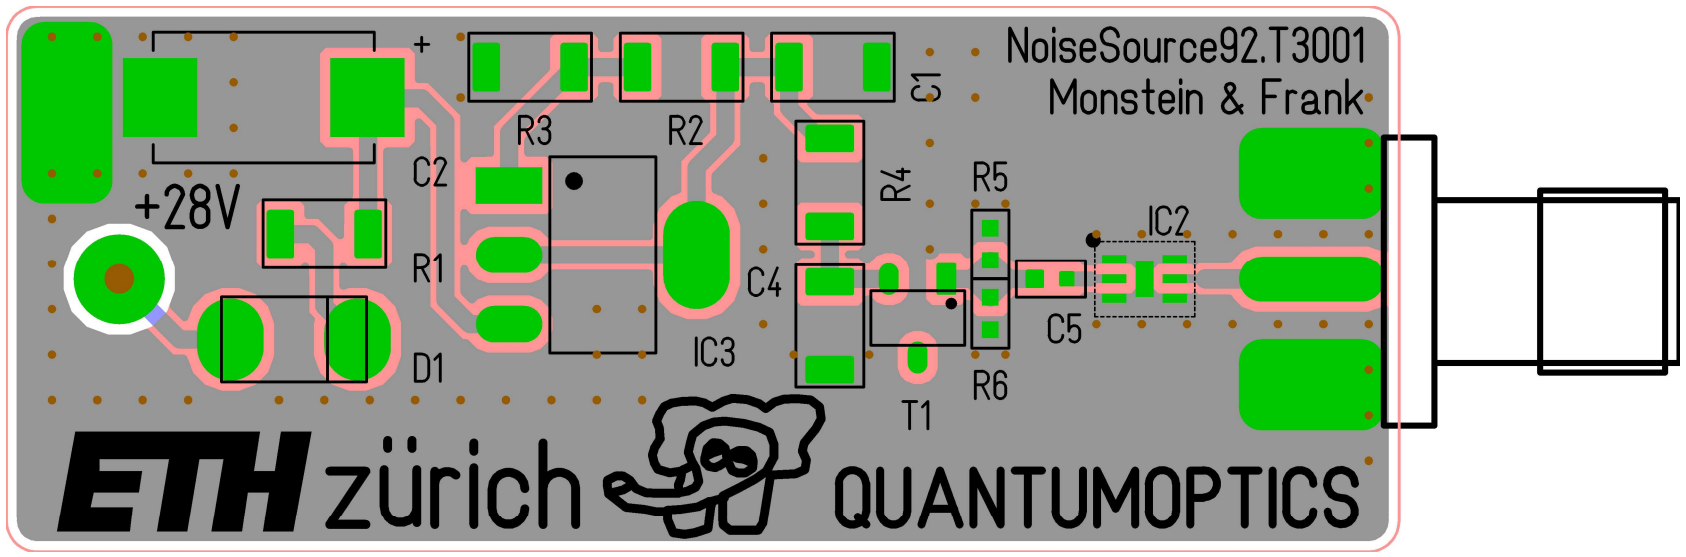 NoiseSource92.T3001
Monstein & Frank
+
C1
R3
R2
C2
R4
R5
+28V
IC2
R1
C4
C5
IC3
D1
R6
T1
ETH zürich
QUANTUMOPTICS